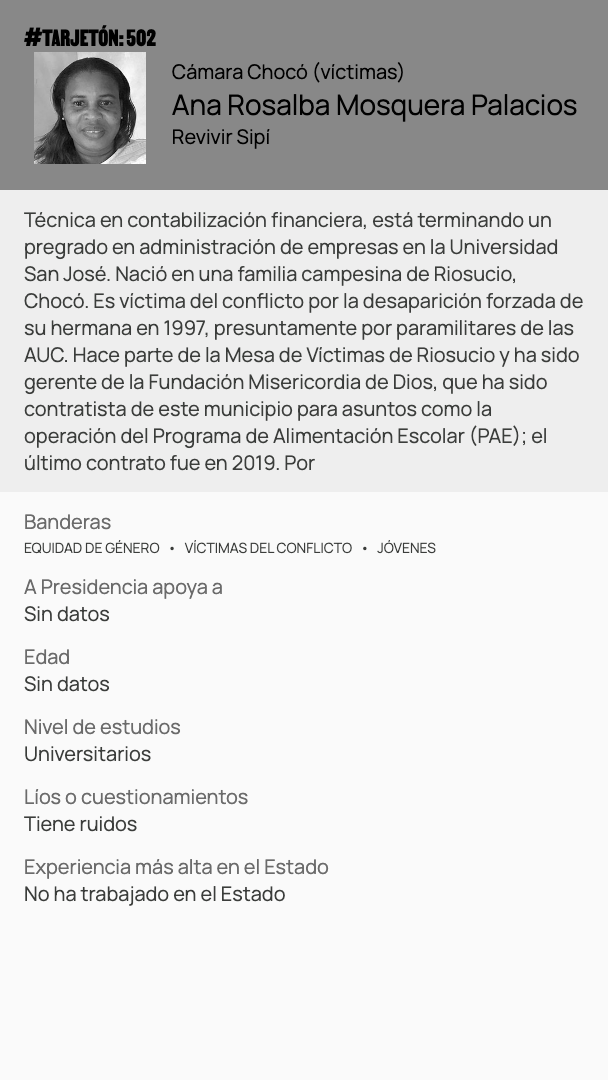 #TARJETÓN: 502
Cámara Chocó (víctimas)
Ana Rosalba Mosquera Palacios
Revivir Sipí
Técnica en contabilización financiera, está terminando un
pregrado en administración de empresas en la Universidad
San José. Nació en una familia campesina de Riosucio,
Chocó. Es víctima del conflicto por la desaparición forzada de
su hermana en 1997, presuntamente por paramilitares de las
AUC. Hace parte de la Mesa de Víctimas de Riosucio y ha sido
gerente de la Fundación Misericordia de Dios, que ha sido
contratista de este municipio para asuntos como la
operación del Programa de Alimentación Escolar (PAE); el
último contrato fue en 2019. Por
Banderas
EQUIDAD DE GÉNERO • VÍCTIMAS DEL CONFLICTO • JÓVENES
A Presidencia apoya a
Sin datos
Edad
Sin datos
Nivel de estudios
Universitarios
Líos o cuestionamientos
Tiene ruidos
Experiencia más alta en el Estado
No ha trabajado en el Estado